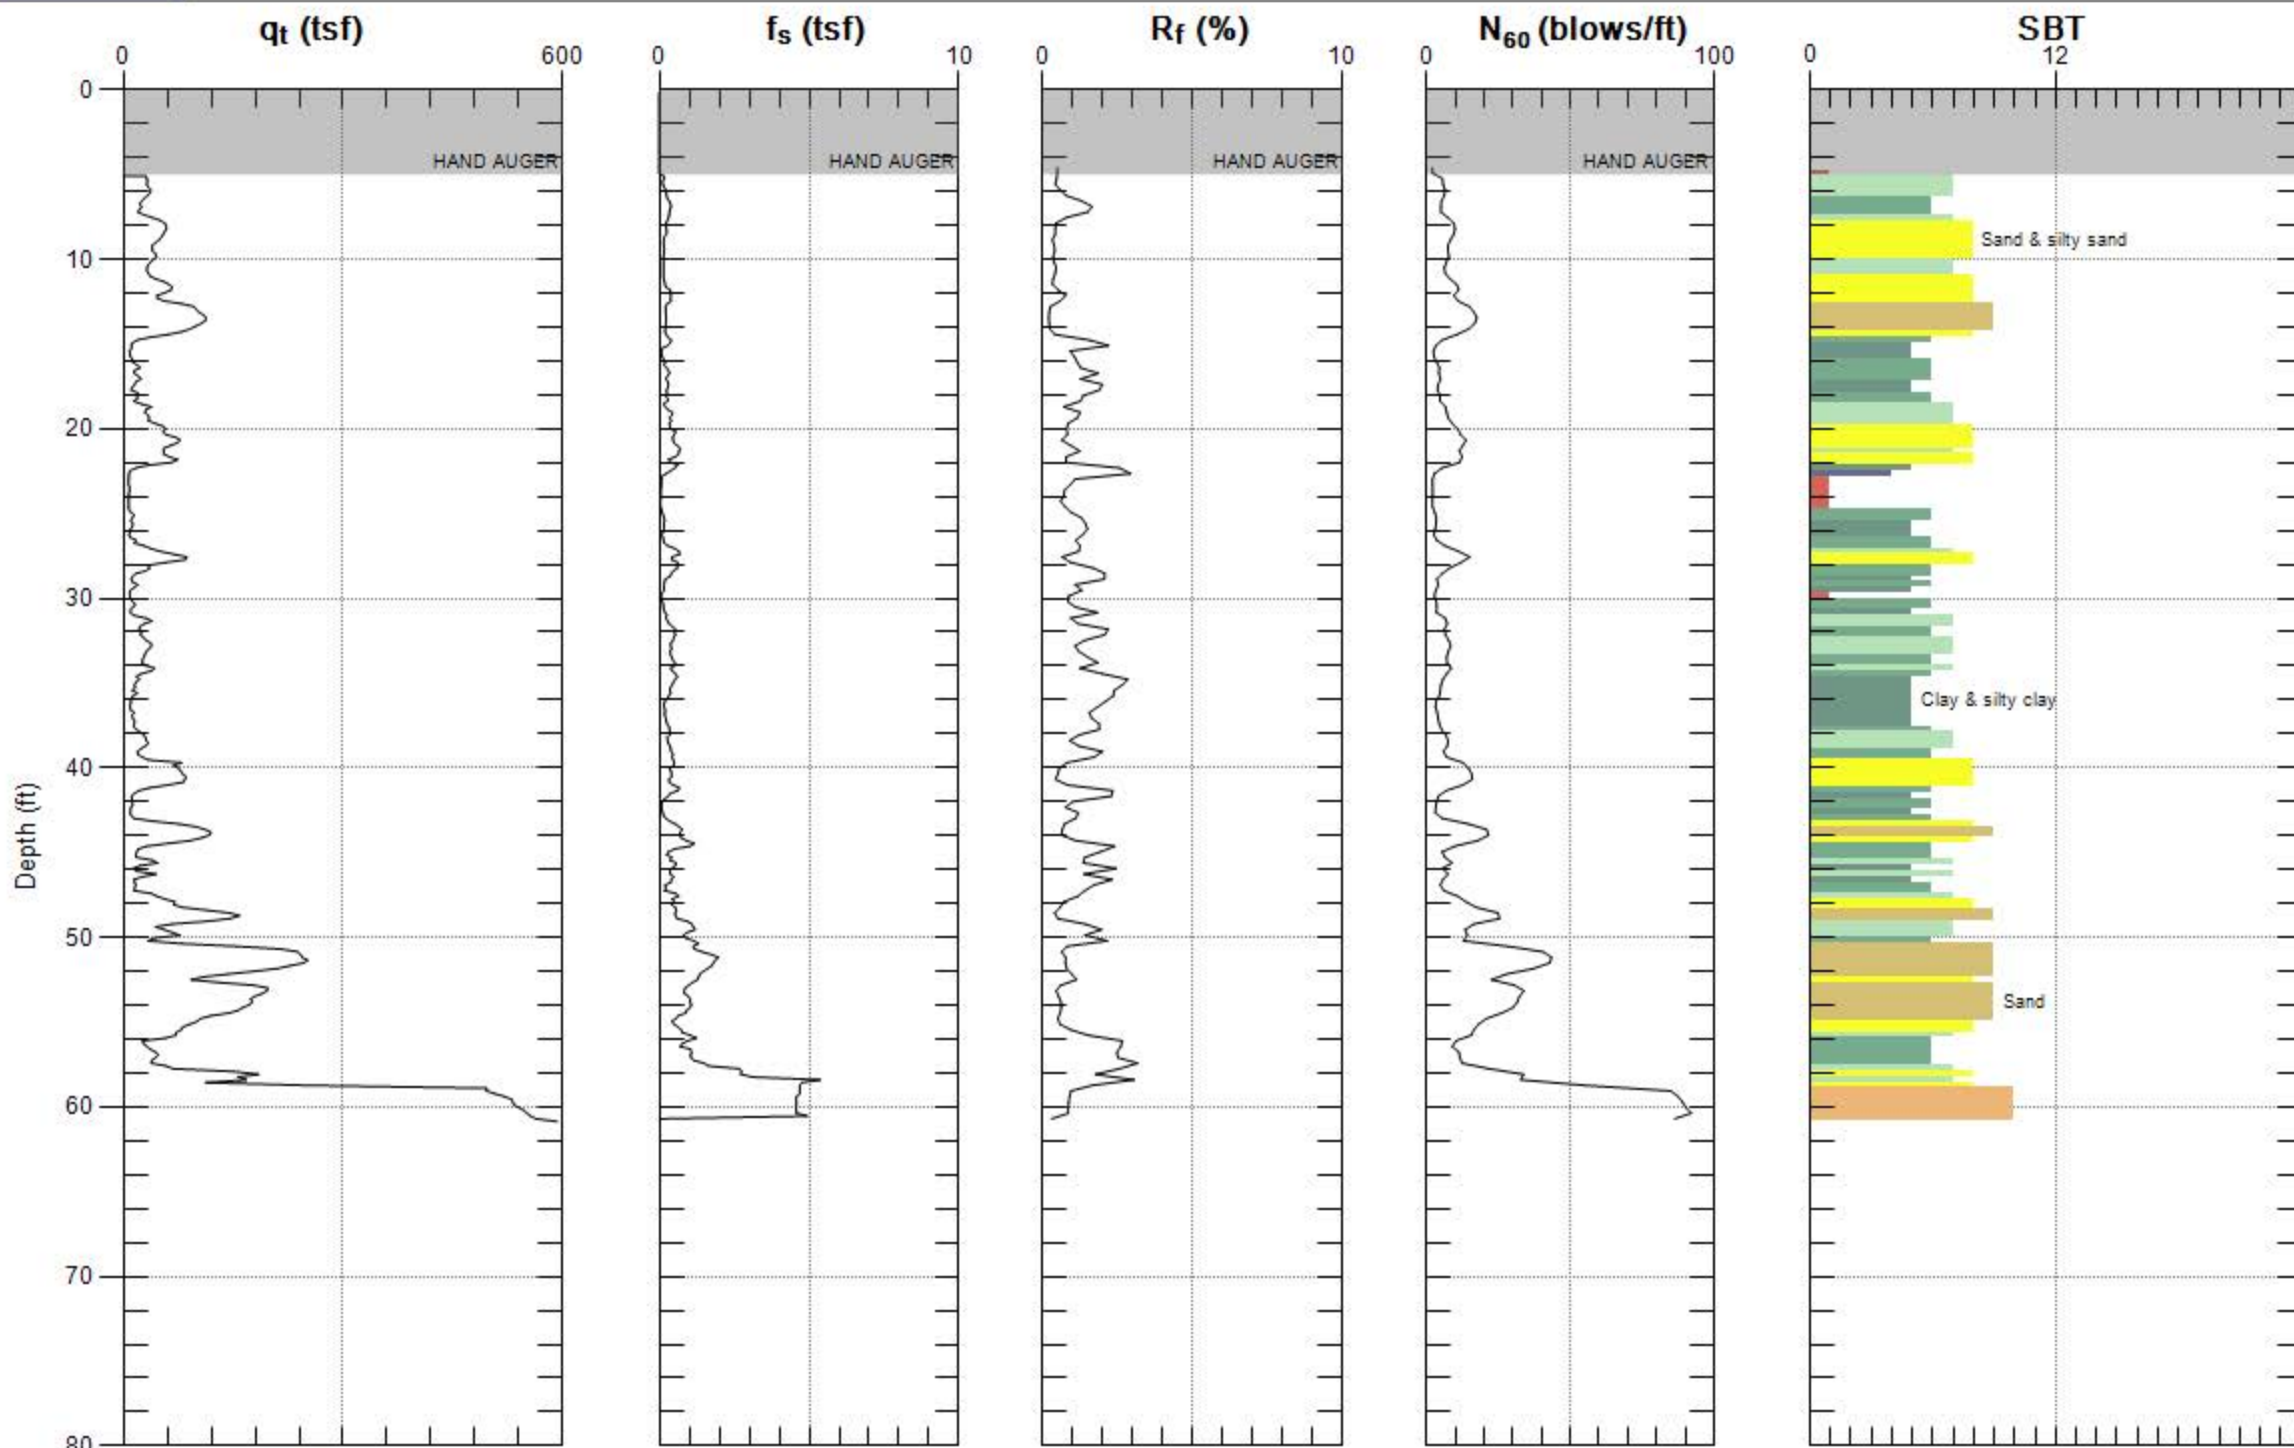 qt (tsf) fs (tsf) Rf (%) N60 (blows/ft) SBT
0 600 0 10 0 10 0 100 0 12
0
HAND AUGER HAND AUGER HAND AUGER HAND AUGER
Sand & silty sand
10
20
30
Clay & silty clay
40
Depth (ft)
50
Sand
60
70
80